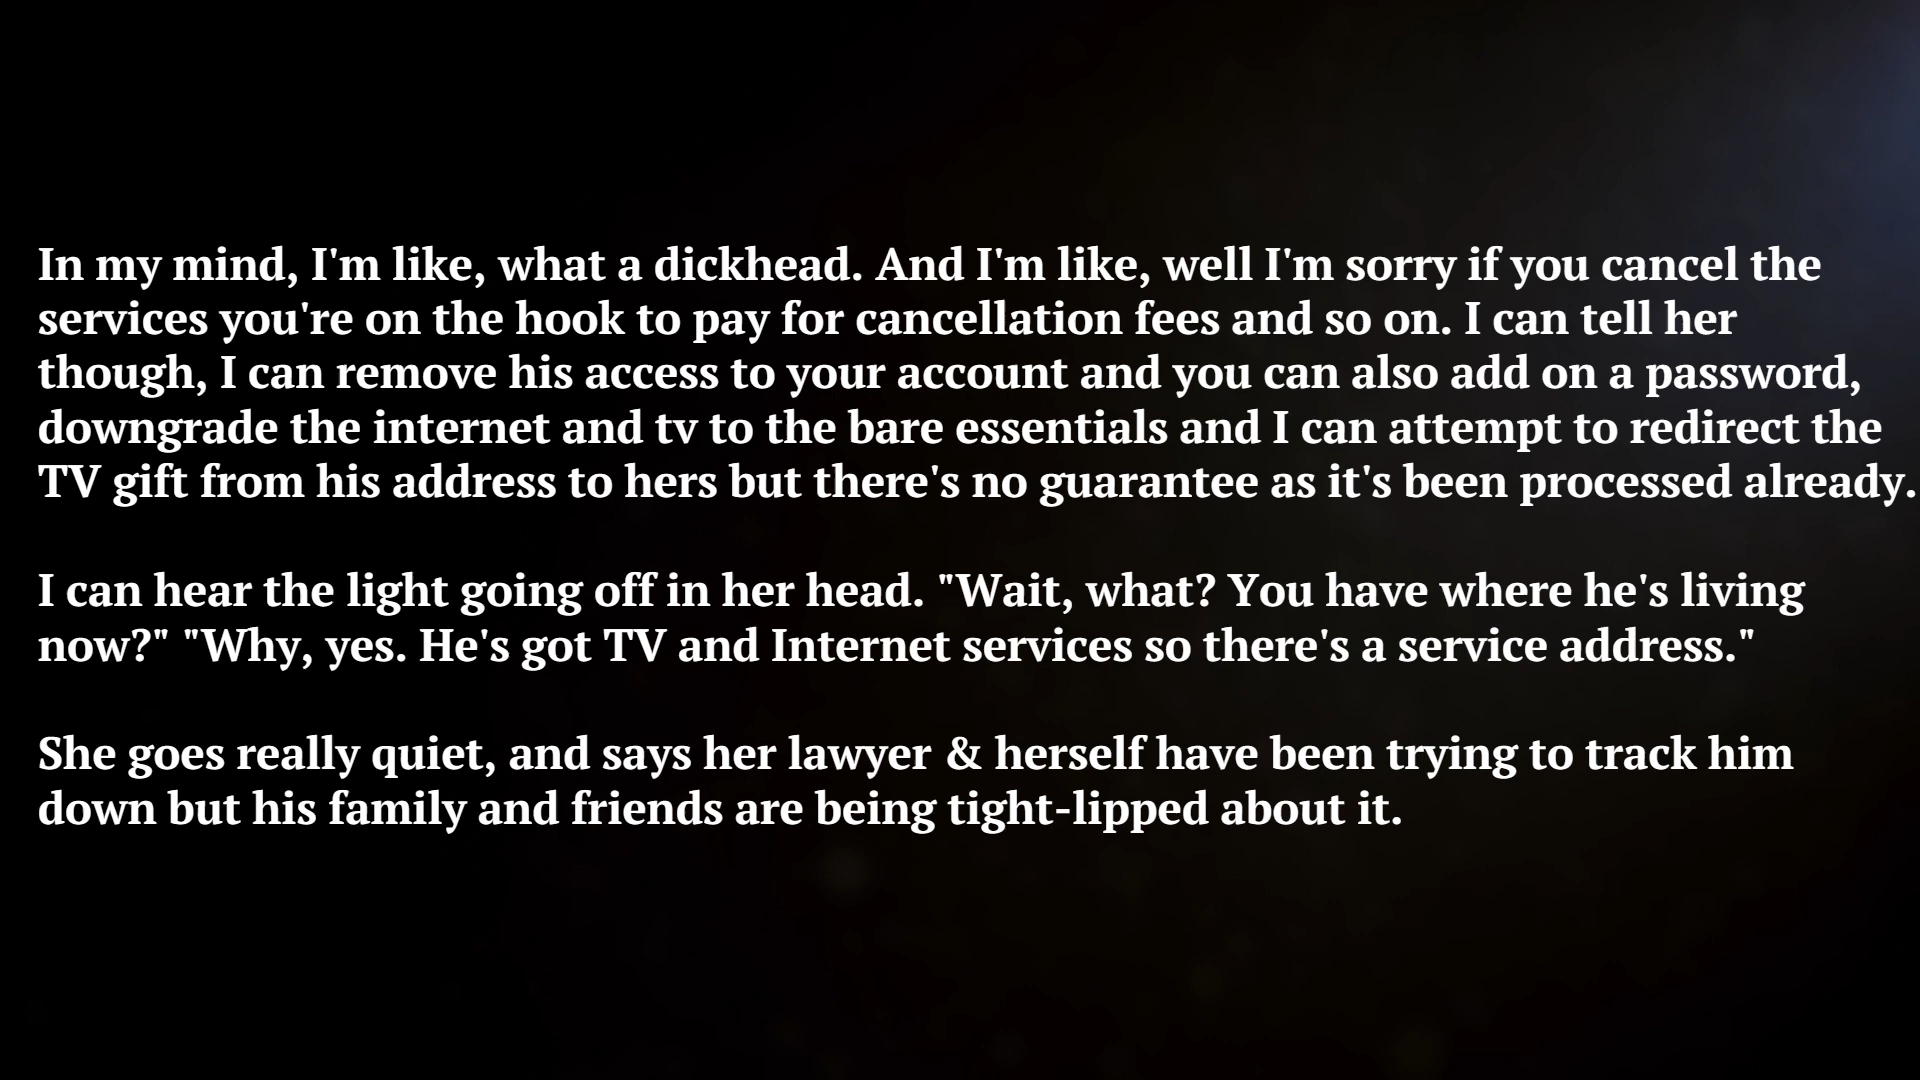 In my mind, I'm like, what a dickhead. And I'm like, well I'm sorry if you cancel the
services you're on the hook to pay for cancellation fees and so on. I can tell her
though, I can remove his access to your account and you can also add on a password,
downgrade the internet and tv to the bare essentials and I can attempt to redirect the
TV gift from his address to hers but there's no guarantee as it's been processed already.
I can hear the light going off in her head. "Wait, what? You have where he's living
now?" "Why, yes. He's got TV and Internet services so there's a service address."
She goes really quiet, and says her lawyer & herself have been trying to track him
down but his family and friends are being tight-lipped about it.